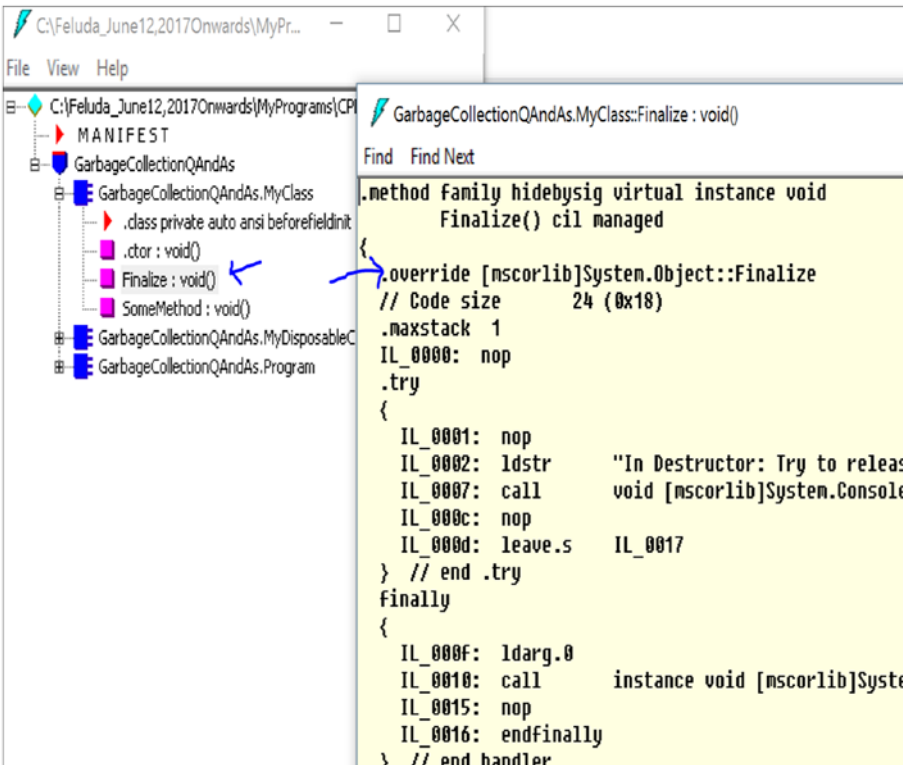 C:\Feluda_June12,2017Onwards\MyPr...
File View Help
C:\Feluda_June12,2017Onwards\MyPrograms\CP
MANIFEST
GarbageCollectionQAndAs
GarbageCollectionQAndAs.MyClass
.class private auto ansi beforefieldinit
.ctor : void()
Finalize : void()
SomeMethod : void()
GarbageCollectionQAndAs.MyDisposableC
GarbageCollectionQAndAs.Program
GarbageCollectionQAndAs.MyClass::Finalize : void()
Find Find Next
.method family hidebysig virtual instance void
Finalize() cil managed
{
.override [mscorlib]System.Object::Finalize
// Code size 24 (0x18)
.maxstack 1
IL_0000: nop
.try
{
IL_0001: nop
IL_0002: ldstr "In Destructor: Try to releas
IL_0007: call void [mscorlib]System.Console
IL_000c: nop
IL_000d: leave.s IL_0017
} // end .try
finally
{
IL_000f: ldarg.0
IL_0010: call instance void [mscorlib]Syste
IL_0015: nop
IL_0016: endfinally
} // end handler